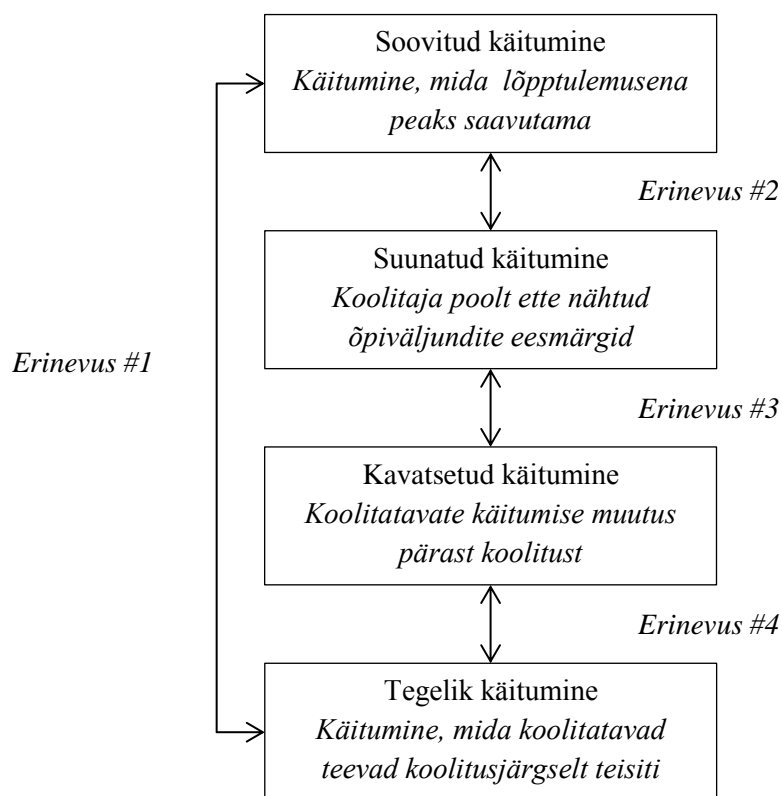 Soovitud käitumine
Käitumine, mida lõpptulemusena
peaks saavutama
Erinevus #2
Suunatud käitumine
Koolitaja poolt ette nähtud
õpiväljundite eesmärgid
Erinevus #1
Erinevus #3
Kavatsetud käitumine
Koolitatavate käitumise muutus
pärast koolitust
Erinevus #4
Tegelik käitumine
Käitumine, mida koolitatavad
teevad koolitusjärgselt teisiti